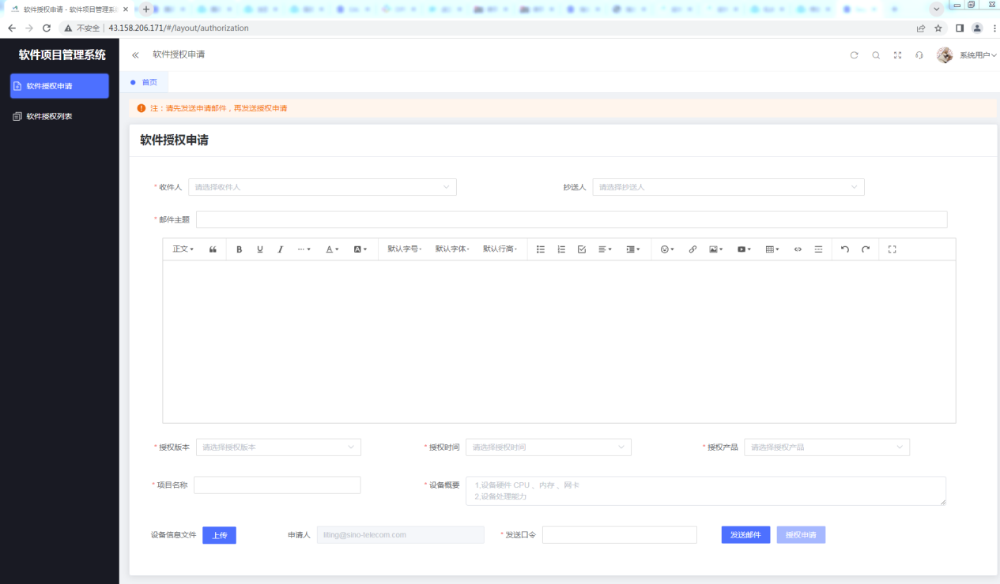 软件授权申请 - 软件项目管理系
不安全 43.158.206.171/#/layout/authorization
软件项目管理系统
软件授权申请
系统用户
软件授权申请
首页
注：请先发送申请邮件，再发送授权申请
软件授权列表
软件授权申请
* 收件人 请选择收件人 抄送人 请选择抄送人
* 邮件主题
正文 B U I A A 默认字号 默认字体 默认行高
* 授权版本 请选择授权版本 * 授权时间 请选择授权时间 * 授权产品 请选择授权产品
* 项目名称 * 设备概要 1,设备硬件 CPU 、内存 、网卡
2,设备处理能力
设备信息文件 上传 申请人 liting@sino-telecom.com * 发送口令 发送邮件 授权申请